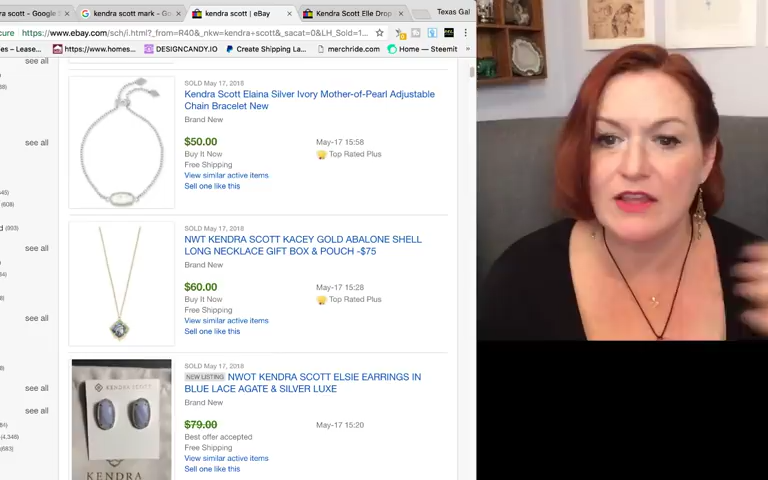 a scott - Google
kendra scott mark - Go
kendra scott | eBay
Kendra Scott Elle Drop
Texas Gal
cure
https://www.ebay.com/sch/i.html?_from=R40&_nkw=kendra+scott&_sacat=0&LH_Sold=1...
es – Lease...
https://www.homes...
DESIGNCANDY.IO
Create Shipping La...
merchride.com
Home — Steemit
see all
SOLD MAY 17, 2018
Kendra Scott Elaina Silver Ivory Mother-of-Pearl Adjustable
Chain Bracelet New
Brand New
$50.00
May-17 15:58
Buy It Now
Top Rated Plus
Free Shipping
View similar active items
Sell one like this
see all
SOLD MAY 17, 2018
NWT KENDRA SCOTT KACEY GOLD ABALONE SHELL
LONG NECKLACE GIFT BOX & POUCH -$75
Brand New
$60.00
May-17 15:28
Buy It Now
Top Rated Plus
Free Shipping
View similar active items
Sell one like this
(608)
(993)
see all
see all
SOLD MAY 17, 2018
NEW LISTING NWOT KENDRA SCOTT ELSIE EARRINGS IN
BLUE LACE AGATE & SILVER LUXE
Brand New
$79.00
May-17 15:20
Best offer accepted
Free Shipping
View similar active items
Sell one like this
KENDRA SCOTT
KENDRA
see all
see all
(4,346)
(683)